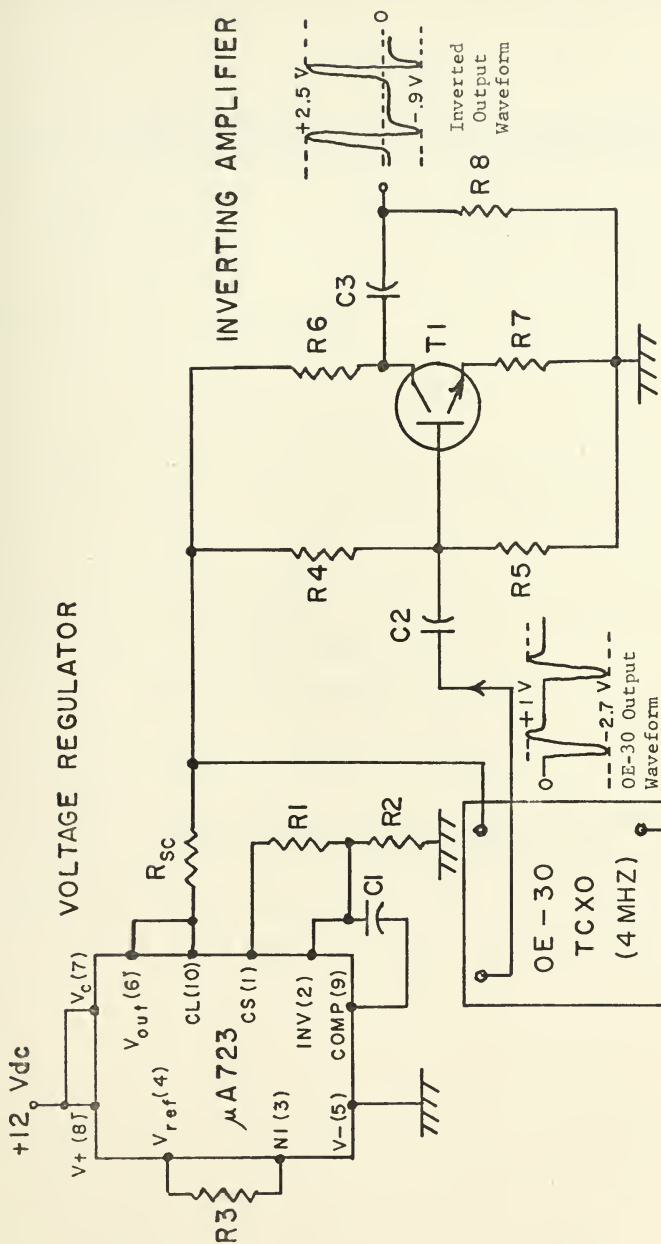 VOLTAGE REGULATOR
+12 Vdc
V+ (8)
Vc (7)
Vref (4)
Vout (6)
CL (10)
µA723
CS (1)
NI (3)
INV (2)
V- (5)
COMP (9)
R3
RSC
R1
R2
C1
INVERTING AMPLIFIER
R4
R6
C2
C3
T1
R5
R7
R8
+2.5 V
0
-.9 V
Inverted
Output
Waveform
OE-30
TCXO
(4 MHZ)
+1 V
0
-2.7 V
OE-30 Output
Waveform